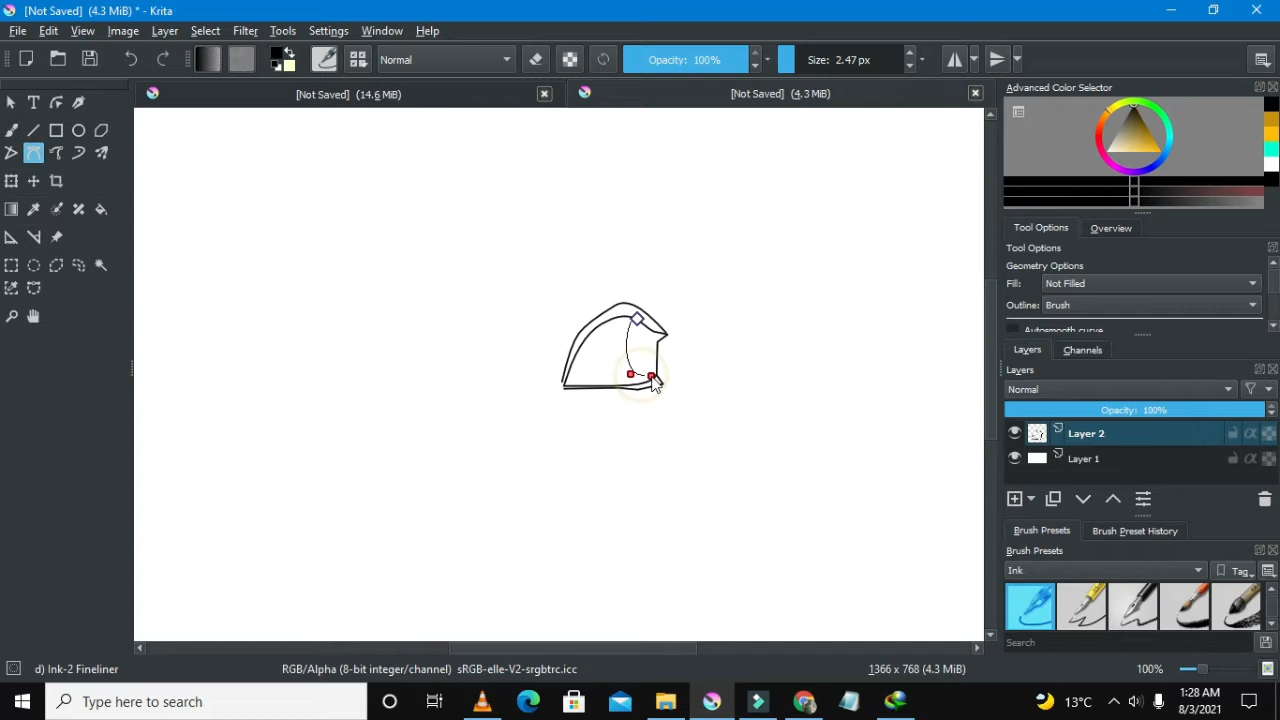 [Not Saved] (4.3 MiB) * - Krita
File Edit View Image Layer Select Filter Tools Settings Window Help
Normal Opacity: 100% Size: 2.47 px
[Not Saved] (14.6 MiB) [Not Saved] (4.3 MiB)
Advanced Color Selector
Tool Options Overview
Tool Options
Geometry Options
Fill: Not Filled
Outline: Brush
Autosmooth curve
Layers Channels
Layers
Normal
Opacity: 100%
Layer 2
Layer 1
Brush Presets Brush Preset History
Brush Presets
Ink Tag
Search
d) Ink-2 Fineliner RGB/Alpha (8-bit integer/channel) sRGB-elle-V2-srgbtrc.icc 1366 x 768 (4.3 MiB) 100%
Type here to search 13°C 1:28 AM
8/3/2021